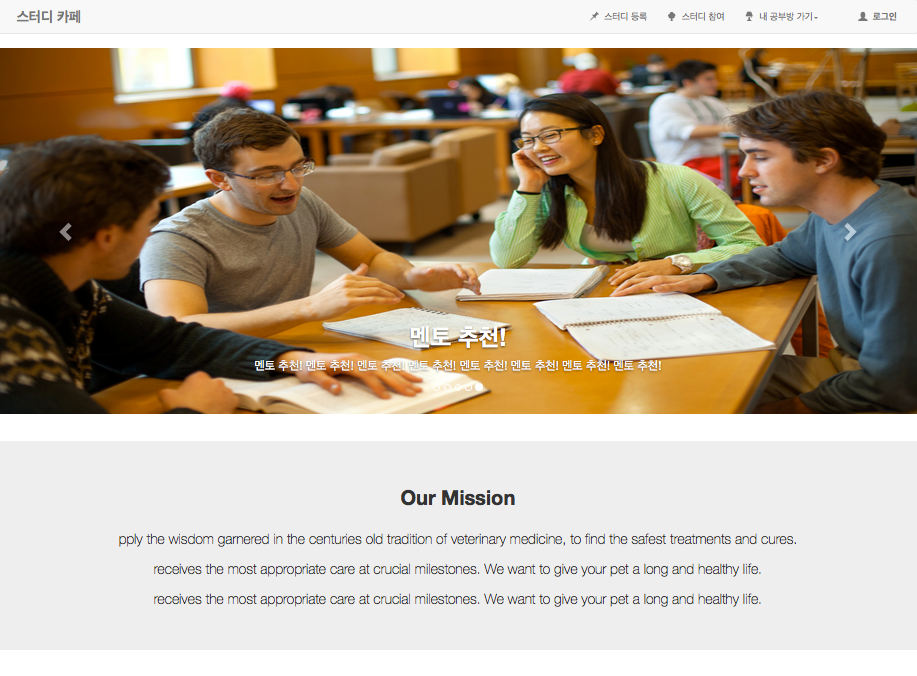 스터디 카페
스터디 등록 스터디 참여 내 공부방 가기 로그인
멘토 추천!
멘토 추천! 멘토 추천! 멘토 추천! 멘토 추천! 멘토 추천! 멘토 추천! 멘토 추천! 멘토 추천!
Our Mission
pply the wisdom garnered in the centuries old tradition of veterinary medicine, to find the safest treatments and cures.
receives the most appropriate care at crucial milestones. We want to give your pet a long and healthy life.
receives the most appropriate care at crucial milestones. We want to give your pet a long and healthy life.